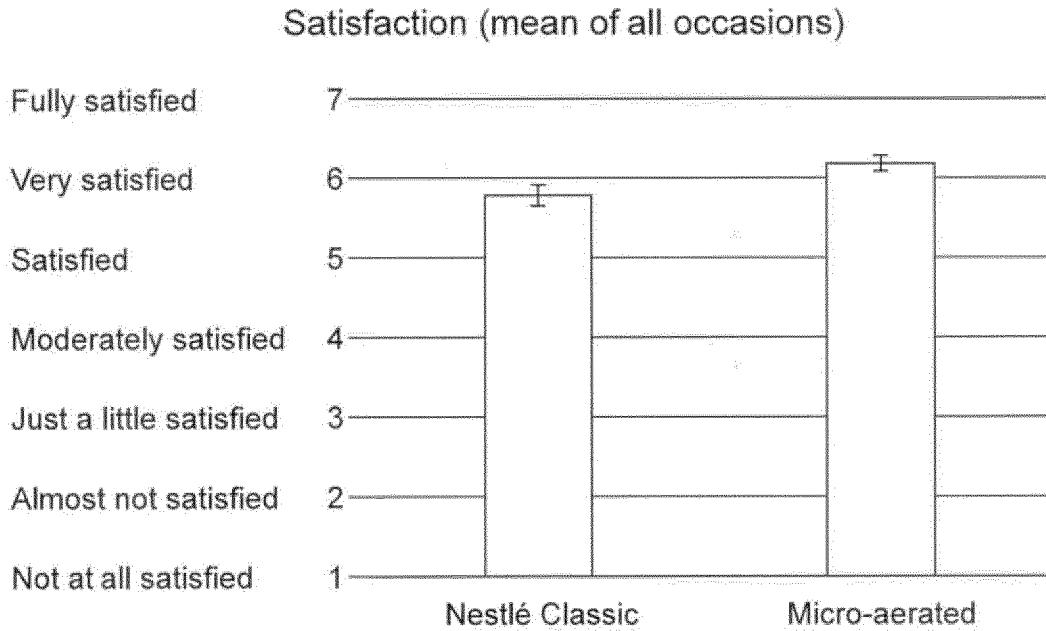 Satisfaction (mean of all occasions)
Fully satisfied 7
Very satisfied 6
Satisfied 5
Moderately satisfied 4
Just a little satisfied 3
Almost not satisfied 2
Not at all satisfied 1
Nestlé Classic Micro-aerated